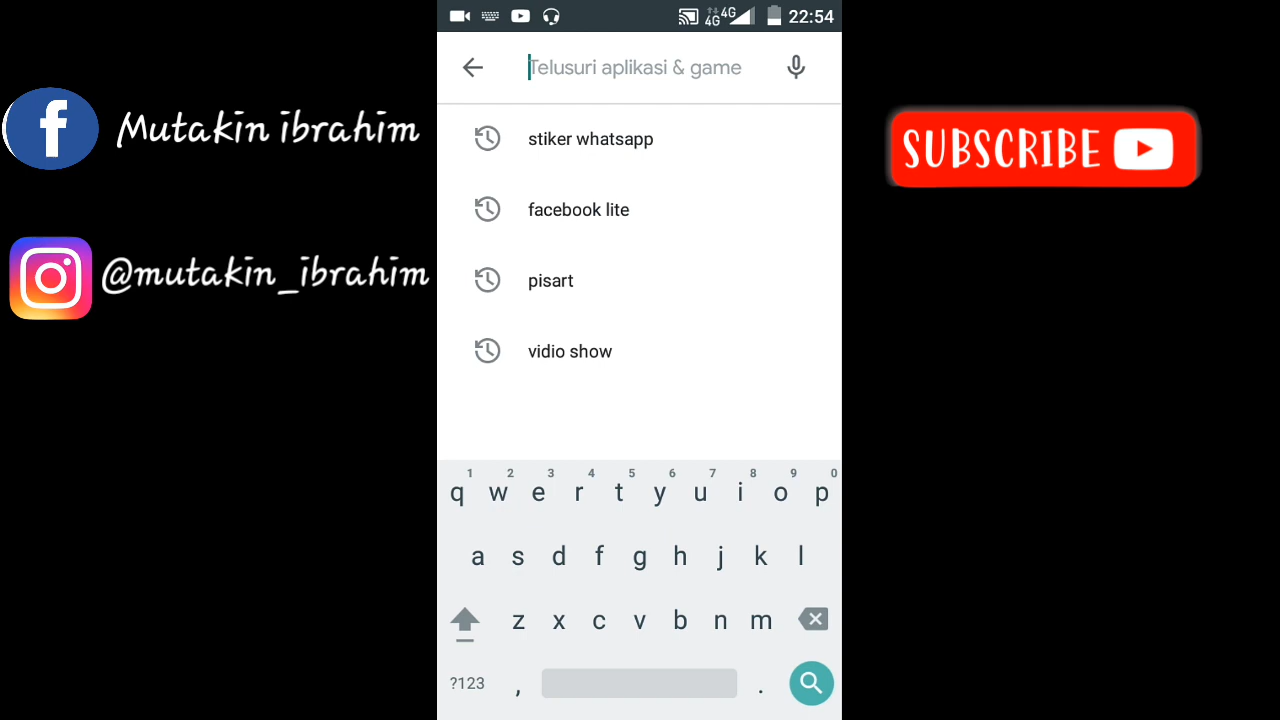 4G 4G 22:54
Telusuri aplikasi & game
stiker whatsapp
facebook lite
pisart
vidio show
f Mutakin ibrahim
@mutakin_ibrahim
SUBSCRIBE
1 2 3 4 5 6 7 8 9 0
q w e r t y u i o p
a s d f g h j k l
z x c v b n m
?123 , .